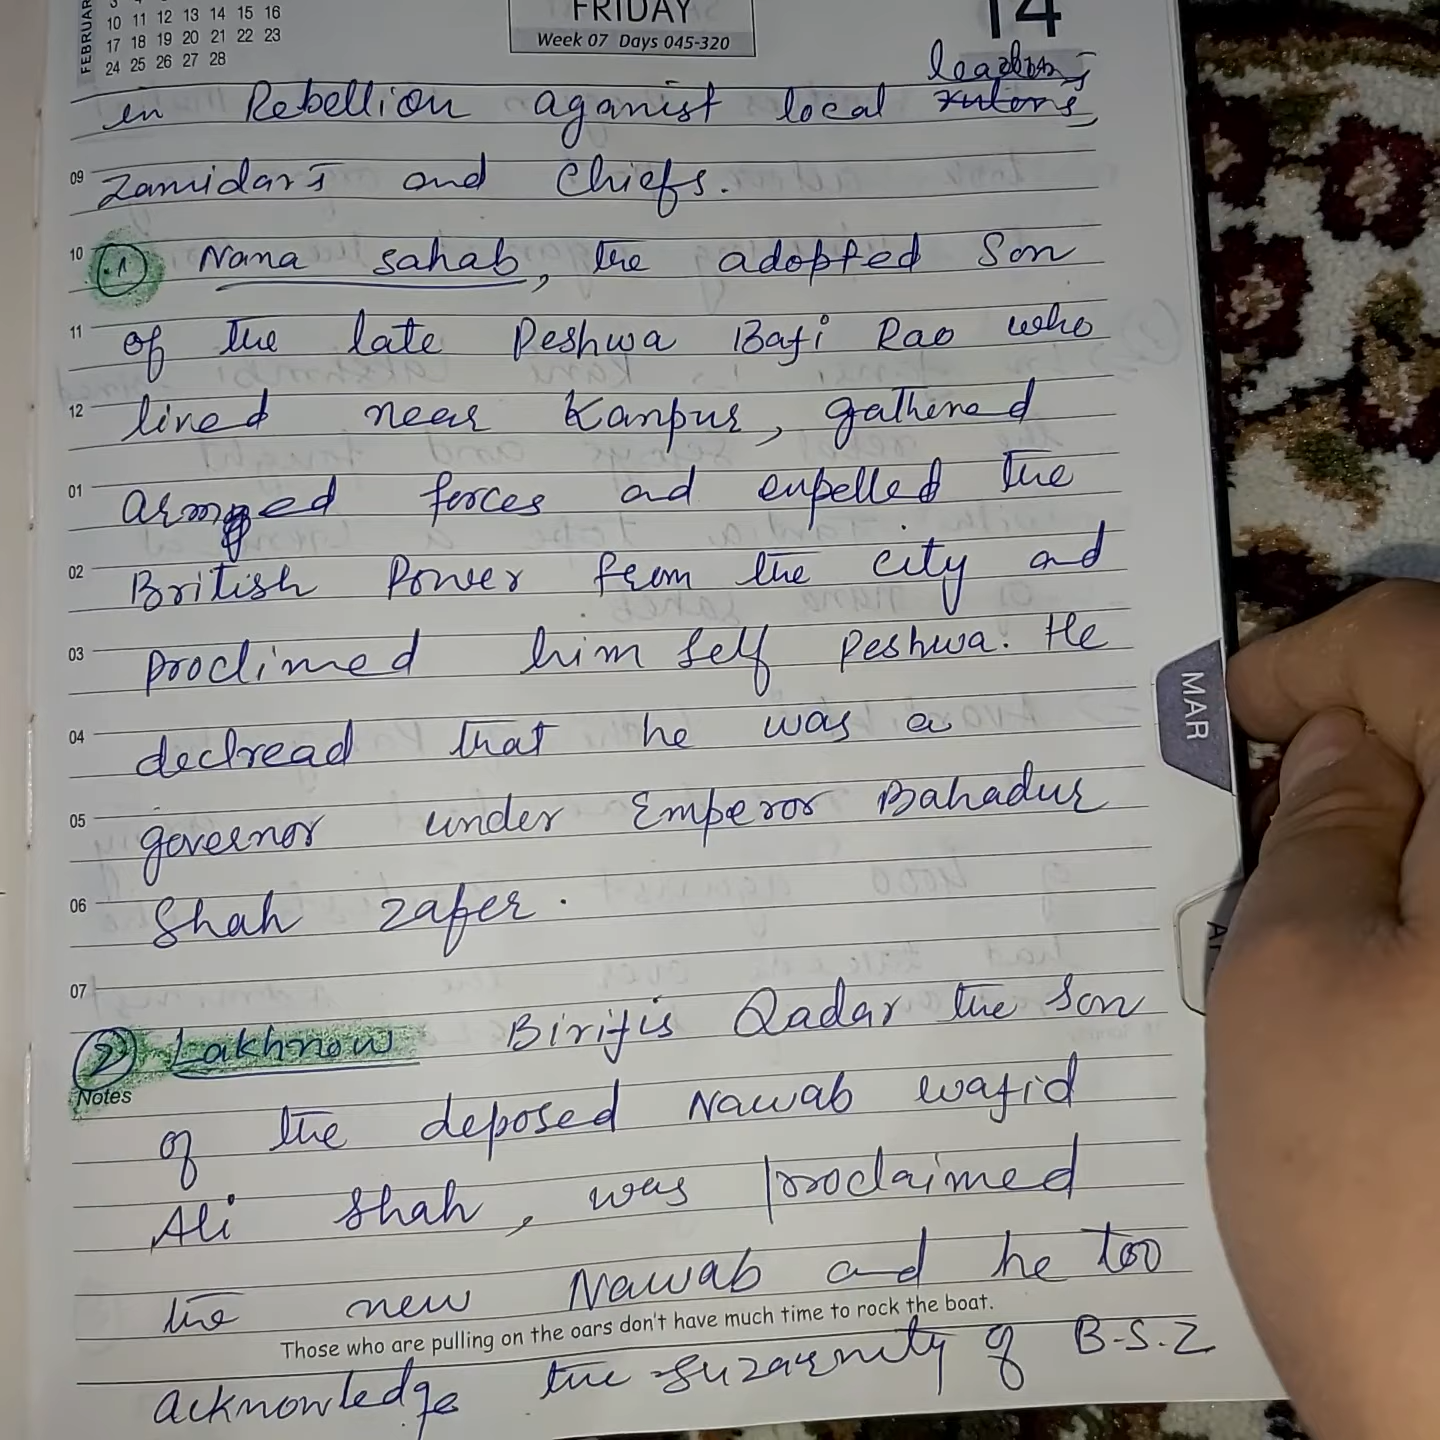 FEBRUAR
10 11 12 13 14 15 16
17 18 19 20 21 22 23
24 25 26 27 28
FRIDAY
Week 07 Days 045-320
14
leaders
in Rebellion aganist local rulers,
09 Zamidars and Chiefs.
10 1 Nana sahab, the adopted Son
11 of the late Peshwa Baji Rao who
12 lived near Kanpur, gathered
01 armed forces and expelled the
02 British Power from the city and
03 proclimed him self Peshwa. He
04 declread that he was a
05 governor under Emperor Bahadur
06 Shah Zafer.
07
2 Lakhnow Birijis Qadar the Son
Notes
of the deposed Nawab wajid
Ali Shah, was proclaimed
the new Nawab and he too
Those who are pulling on the oars don't have much time to rock the boat.
acknowledge the suzarnity of B-S-Z
MAR